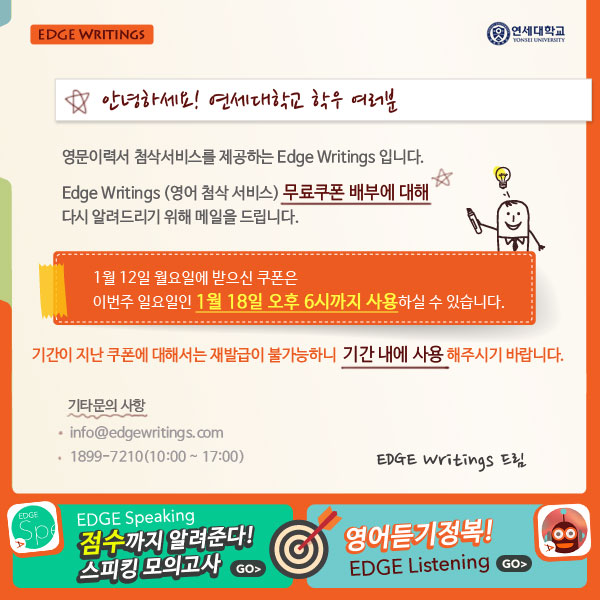 EDGE WRITINGS
연세대학교
YONSEI UNIVERSITY
안녕하세요! 연세대학교 학우 여러분
영문이력서 첨삭서비스를 제공하는 Edge Writings 입니다.
Edge Writings (영어 첨삭 서비스) 무료쿠폰 배부에 대해
다시 알려드리기 위해 메일을 드립니다.
1월 12일 월요일에 받으신 쿠폰은
이번주 일요일인 1월 18일 오후 6시까지 사용하실 수 있습니다.
기간이 지난 쿠폰에 대해서는 재발급이 불가능하니 기간 내에 사용 해주시기 바랍니다.
기타문의 사항
• info@edgewritings.com
• 1899-7210(10:00 ~ 17:00)
EDGE Writings 드림
EDGE
Spe
EDGE Speaking
점수까지 알려준다!
스피킹 모의고사 GO>
영어듣기정복!
EDGE Listening GO>